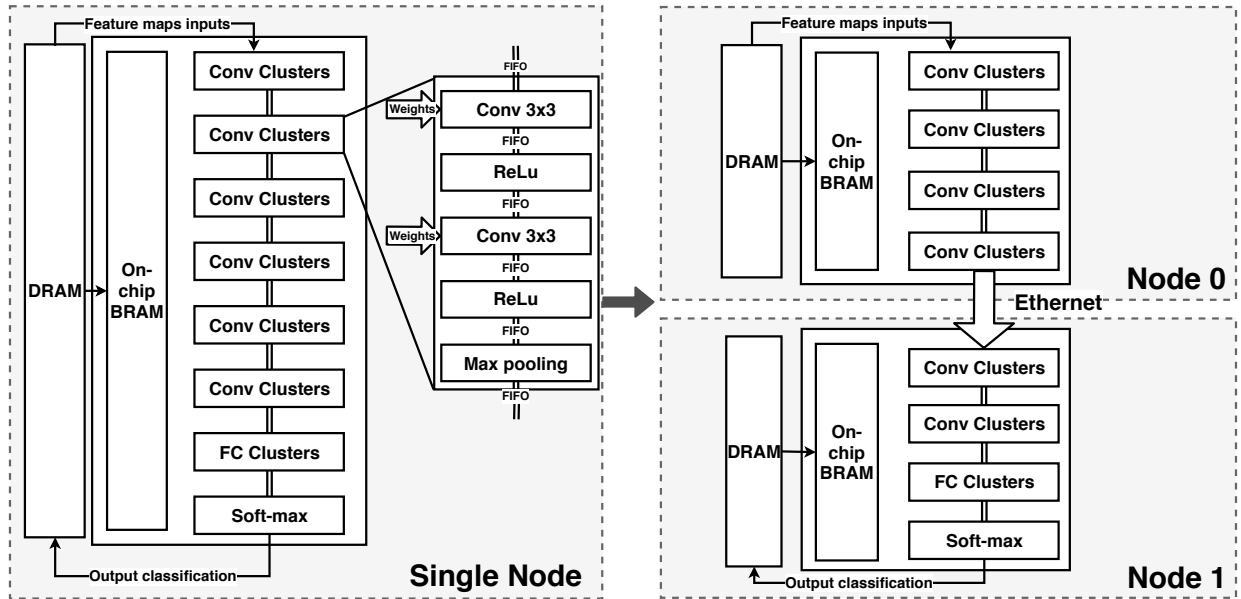 Feature maps inputs
DRAM
On-
chip
BRAM
Conv Clusters
Conv Clusters
Conv Clusters
Conv Clusters
Conv Clusters
Conv Clusters
FC Clusters
Soft-max
Output classification
FIFO
Weights
Conv 3x3
FIFO
ReLu
FIFO
Weights
Conv 3x3
FIFO
ReLu
FIFO
Max pooling
FIFO
Single Node
Feature maps inputs
DRAM
On-
chip
BRAM
Conv Clusters
Conv Clusters
Conv Clusters
Conv Clusters
Node 0
Ethernet
DRAM
On-
chip
BRAM
Conv Clusters
Conv Clusters
FC Clusters
Soft-max
Output classification
Node 1